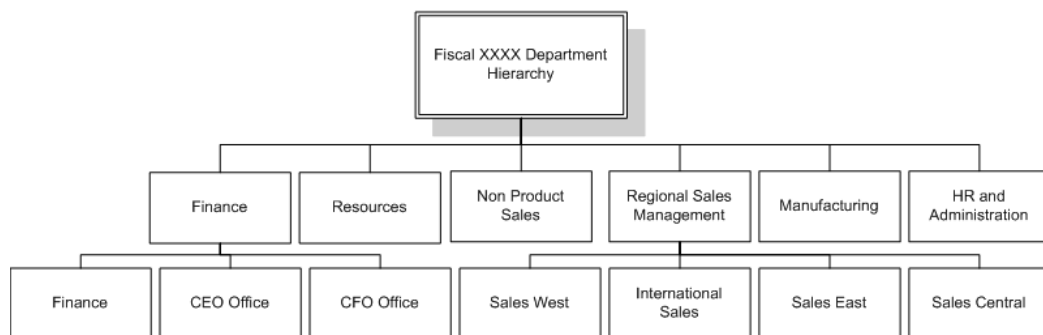 Fiscal XXXX Department
Hierarchy
Finance
Resources
Non Product
Sales
Regional Sales
Management
Manufacturing
HR and
Administration
Finance
CEO Office
CFO Office
Sales West
International
Sales
Sales East
Sales Central